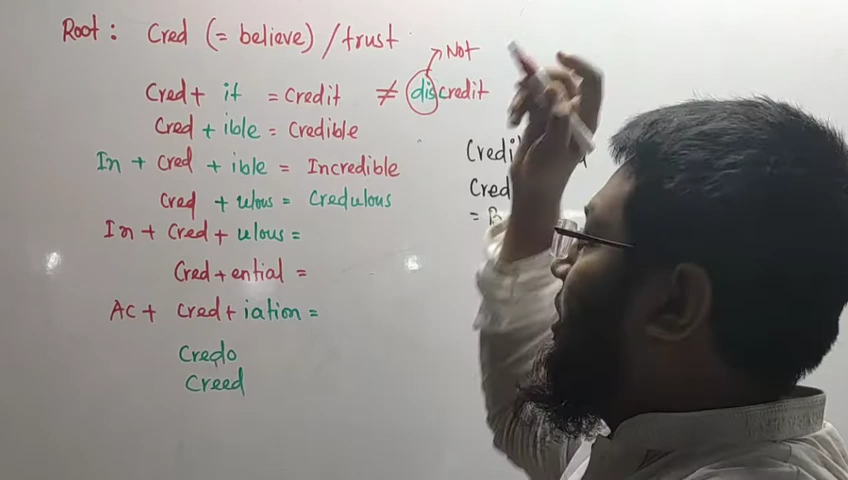 Root: Cred (= believe) / trust
Not
Cred + it = credit ≠ discredit
Cred + ible = Credible
In + cred + ible = Incredible
cred + ulous = Credulous
In + cred + ulous =
Cred + ential =
AC + cred + iation =
Credo
Creed